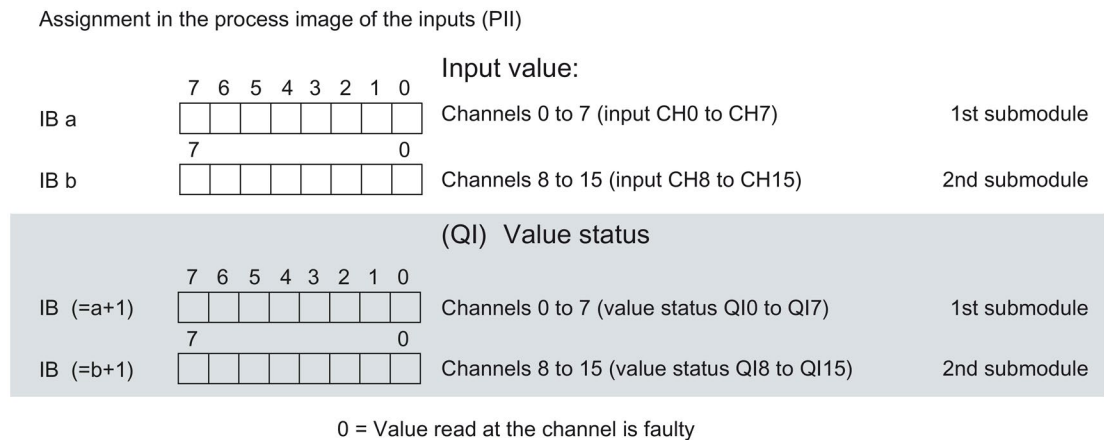 Assignment in the process image of the inputs (PII)
Input value:
7 6 5 4 3 2 1 0
IB a Channels 0 to 7 (input CH0 to CH7) 1st submodule
7 0
IB b Channels 8 to 15 (input CH8 to CH15) 2nd submodule
(QI) Value status
7 6 5 4 3 2 1 0
IB (=a+1) Channels 0 to 7 (value status QI0 to QI7) 1st submodule
7 0
IB (=b+1) Channels 8 to 15 (value status QI8 to QI15) 2nd submodule
0 = Value read at the channel is faulty